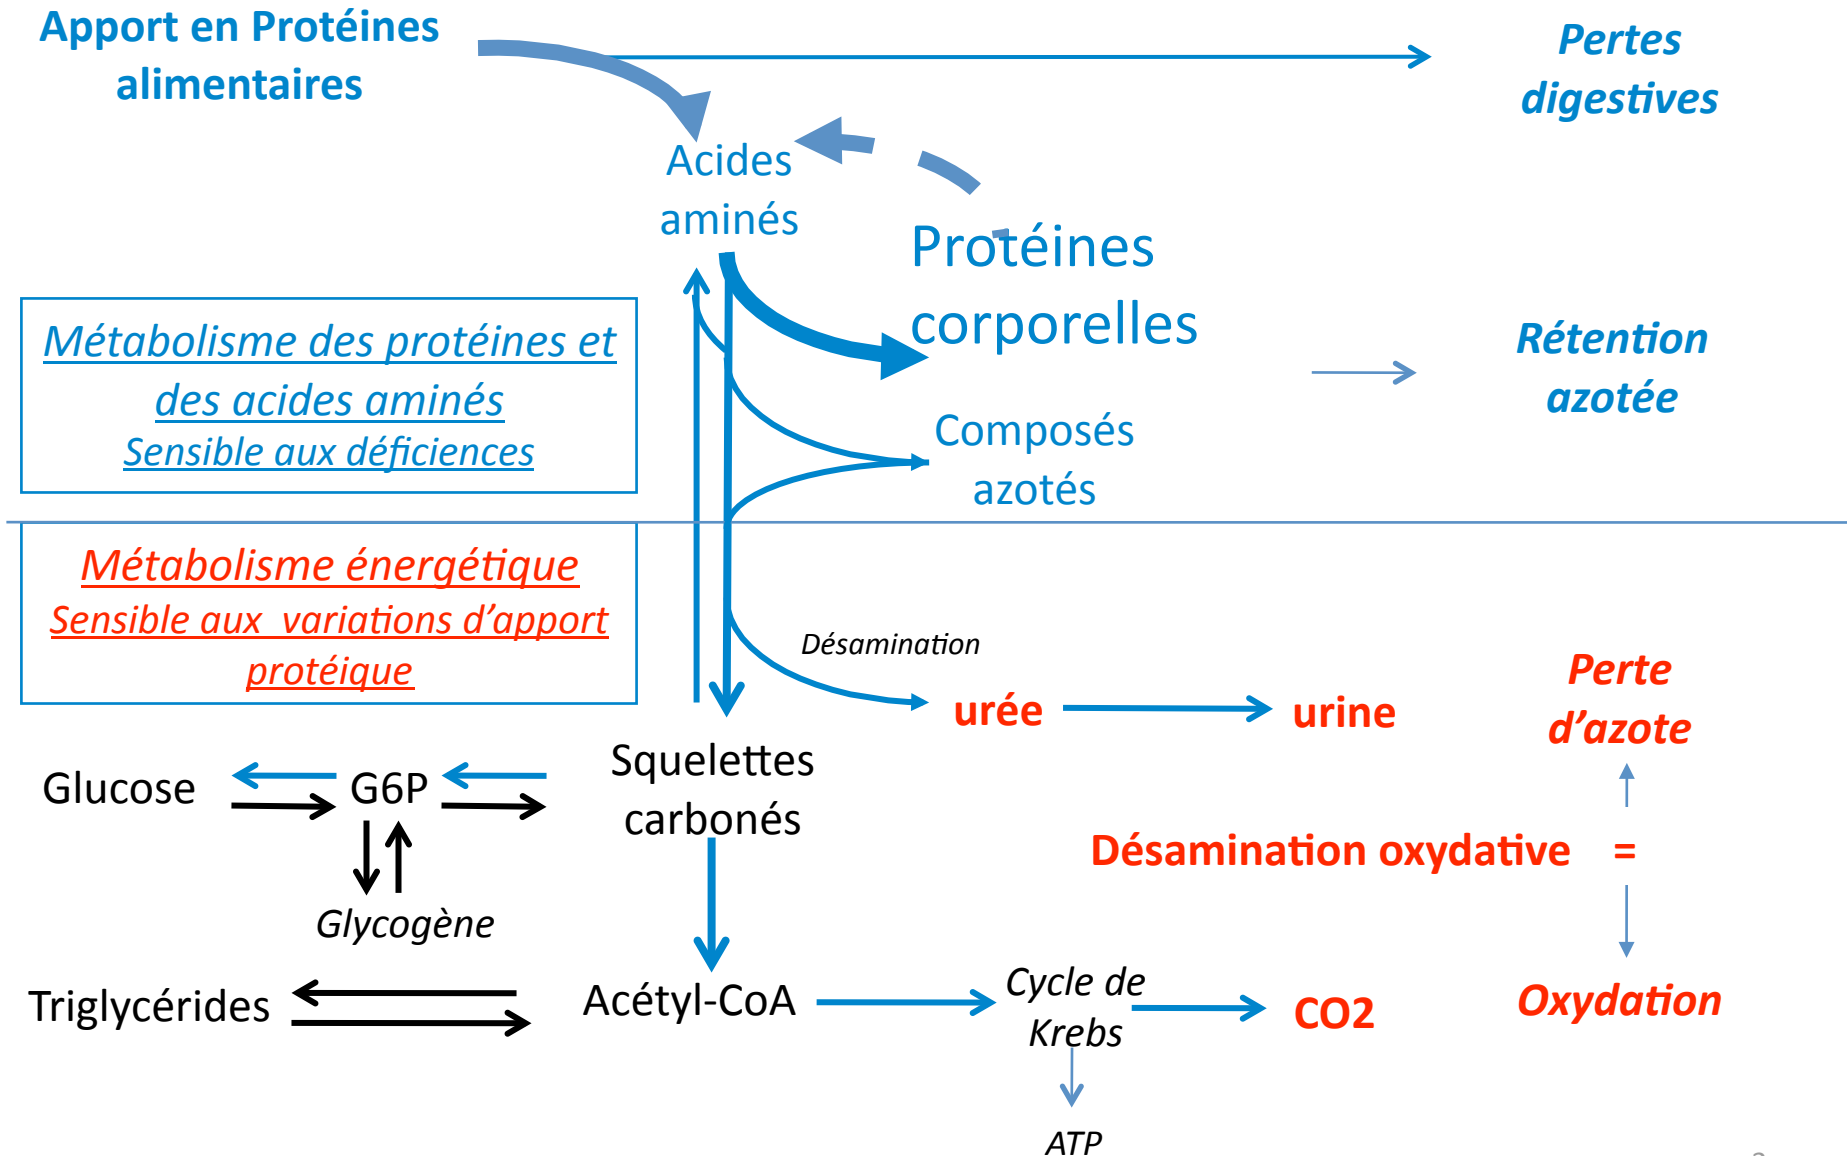 Apport en Protéines
alimentaires
Pertes
digestives
Acides
aminés
Protéines
corporelles
Métabolisme des protéines et
des acides aminés
Sensible aux déficiences
Rétention
azotée
Composés
azotés
Métabolisme énergétique
Sensible aux  variations d’apport
protéique
Désamination
urée
urine
Perte
d’azote
Squelettes
carbonés
Glucose
G6P
Désamination oxydative =
Glycogène
Triglycérides
Acétyl-CoA
Cycle de
Krebs
CO2
Oxydation
ATP